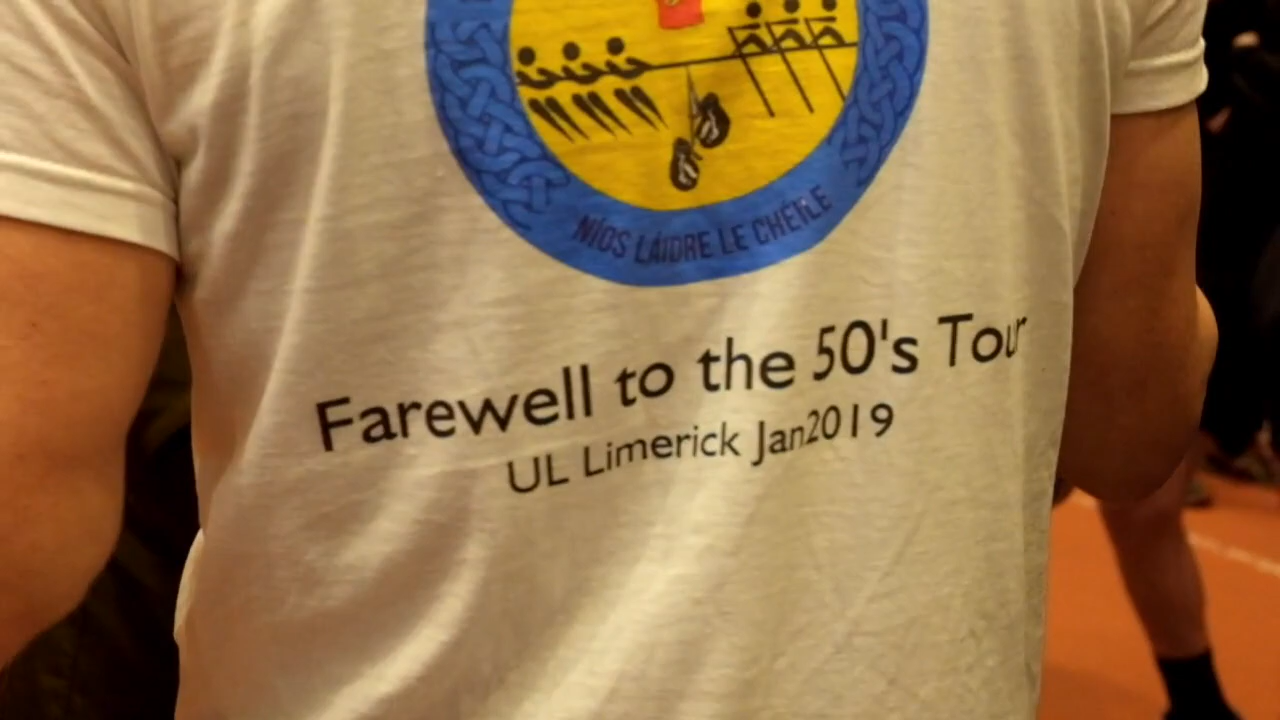 NÍOS LÁIDRE LE CHÉILE
Farewell to the 50's Tour
UL Limerick Jan2019